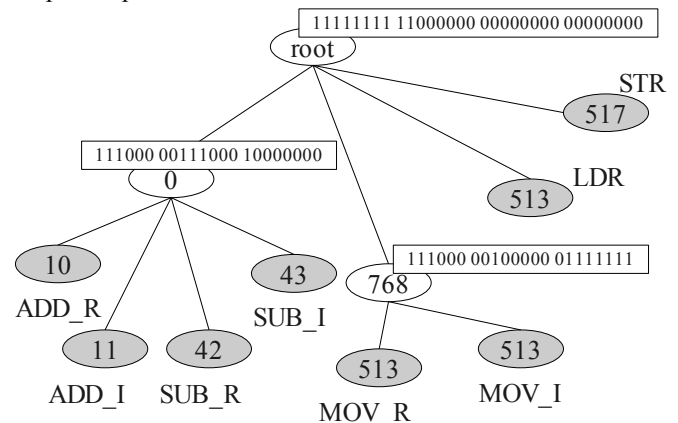 11111111 11000000 00000000 00000000
root
STR
517
111000 00111000 10000000
0
LDR
513
111000 00100000 01111111
10
43
768
ADD_R
SUB_I
11
42
513
513
ADD_I
SUB_R
MOV_R
MOV_I